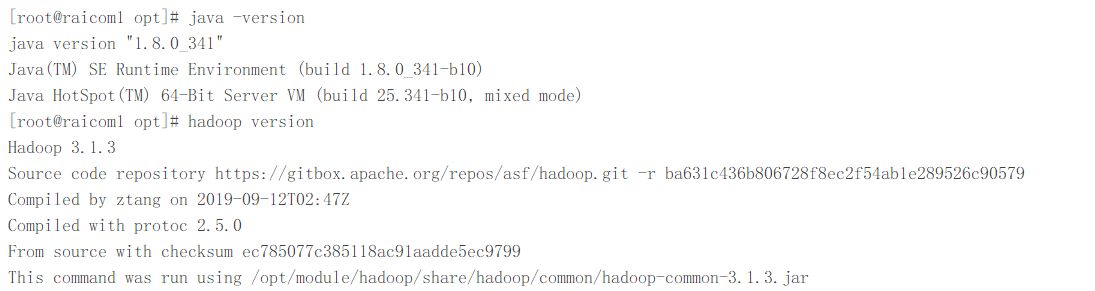 [root@raicom1 opt]# java -version
java version "1.8.0_341"
Java(TM) SE Runtime Environment (build 1.8.0_341-b10)
Java HotSpot(TM) 64-Bit Server VM (build 25.341-b10, mixed mode)
[root@raicom1 opt]# hadoop version
Hadoop 3.1.3
Source code repository https://gitbox.apache.org/repos/asf/hadoop.git -r ba631c436b806728f8ec2f54ab1e289526c90579
Compiled by ztang on 2019-09-12T02:47Z
Compiled with protoc 2.5.0
From source with checksum ec785077c385118ac91aadde5ec9799
This command was run using /opt/module/hadoop/share/hadoop/common/hadoop-common-3.1.3.jar